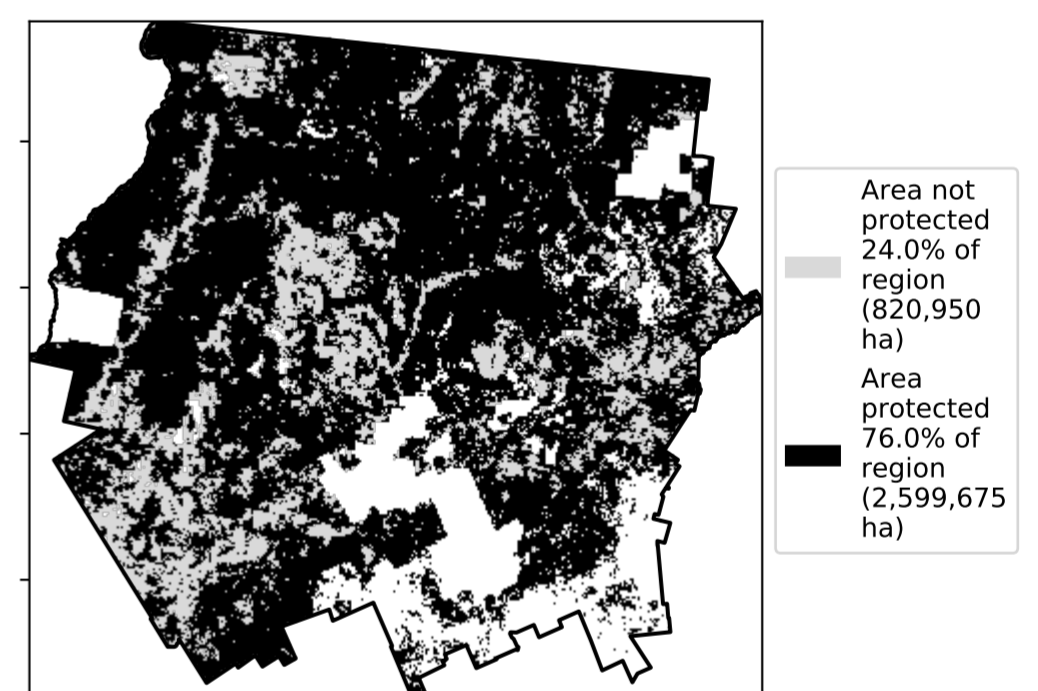 Area not
protected
24.0% of
region
(820,950
ha)
Area
protected
76.0% of
region
(2,599,675
ha)